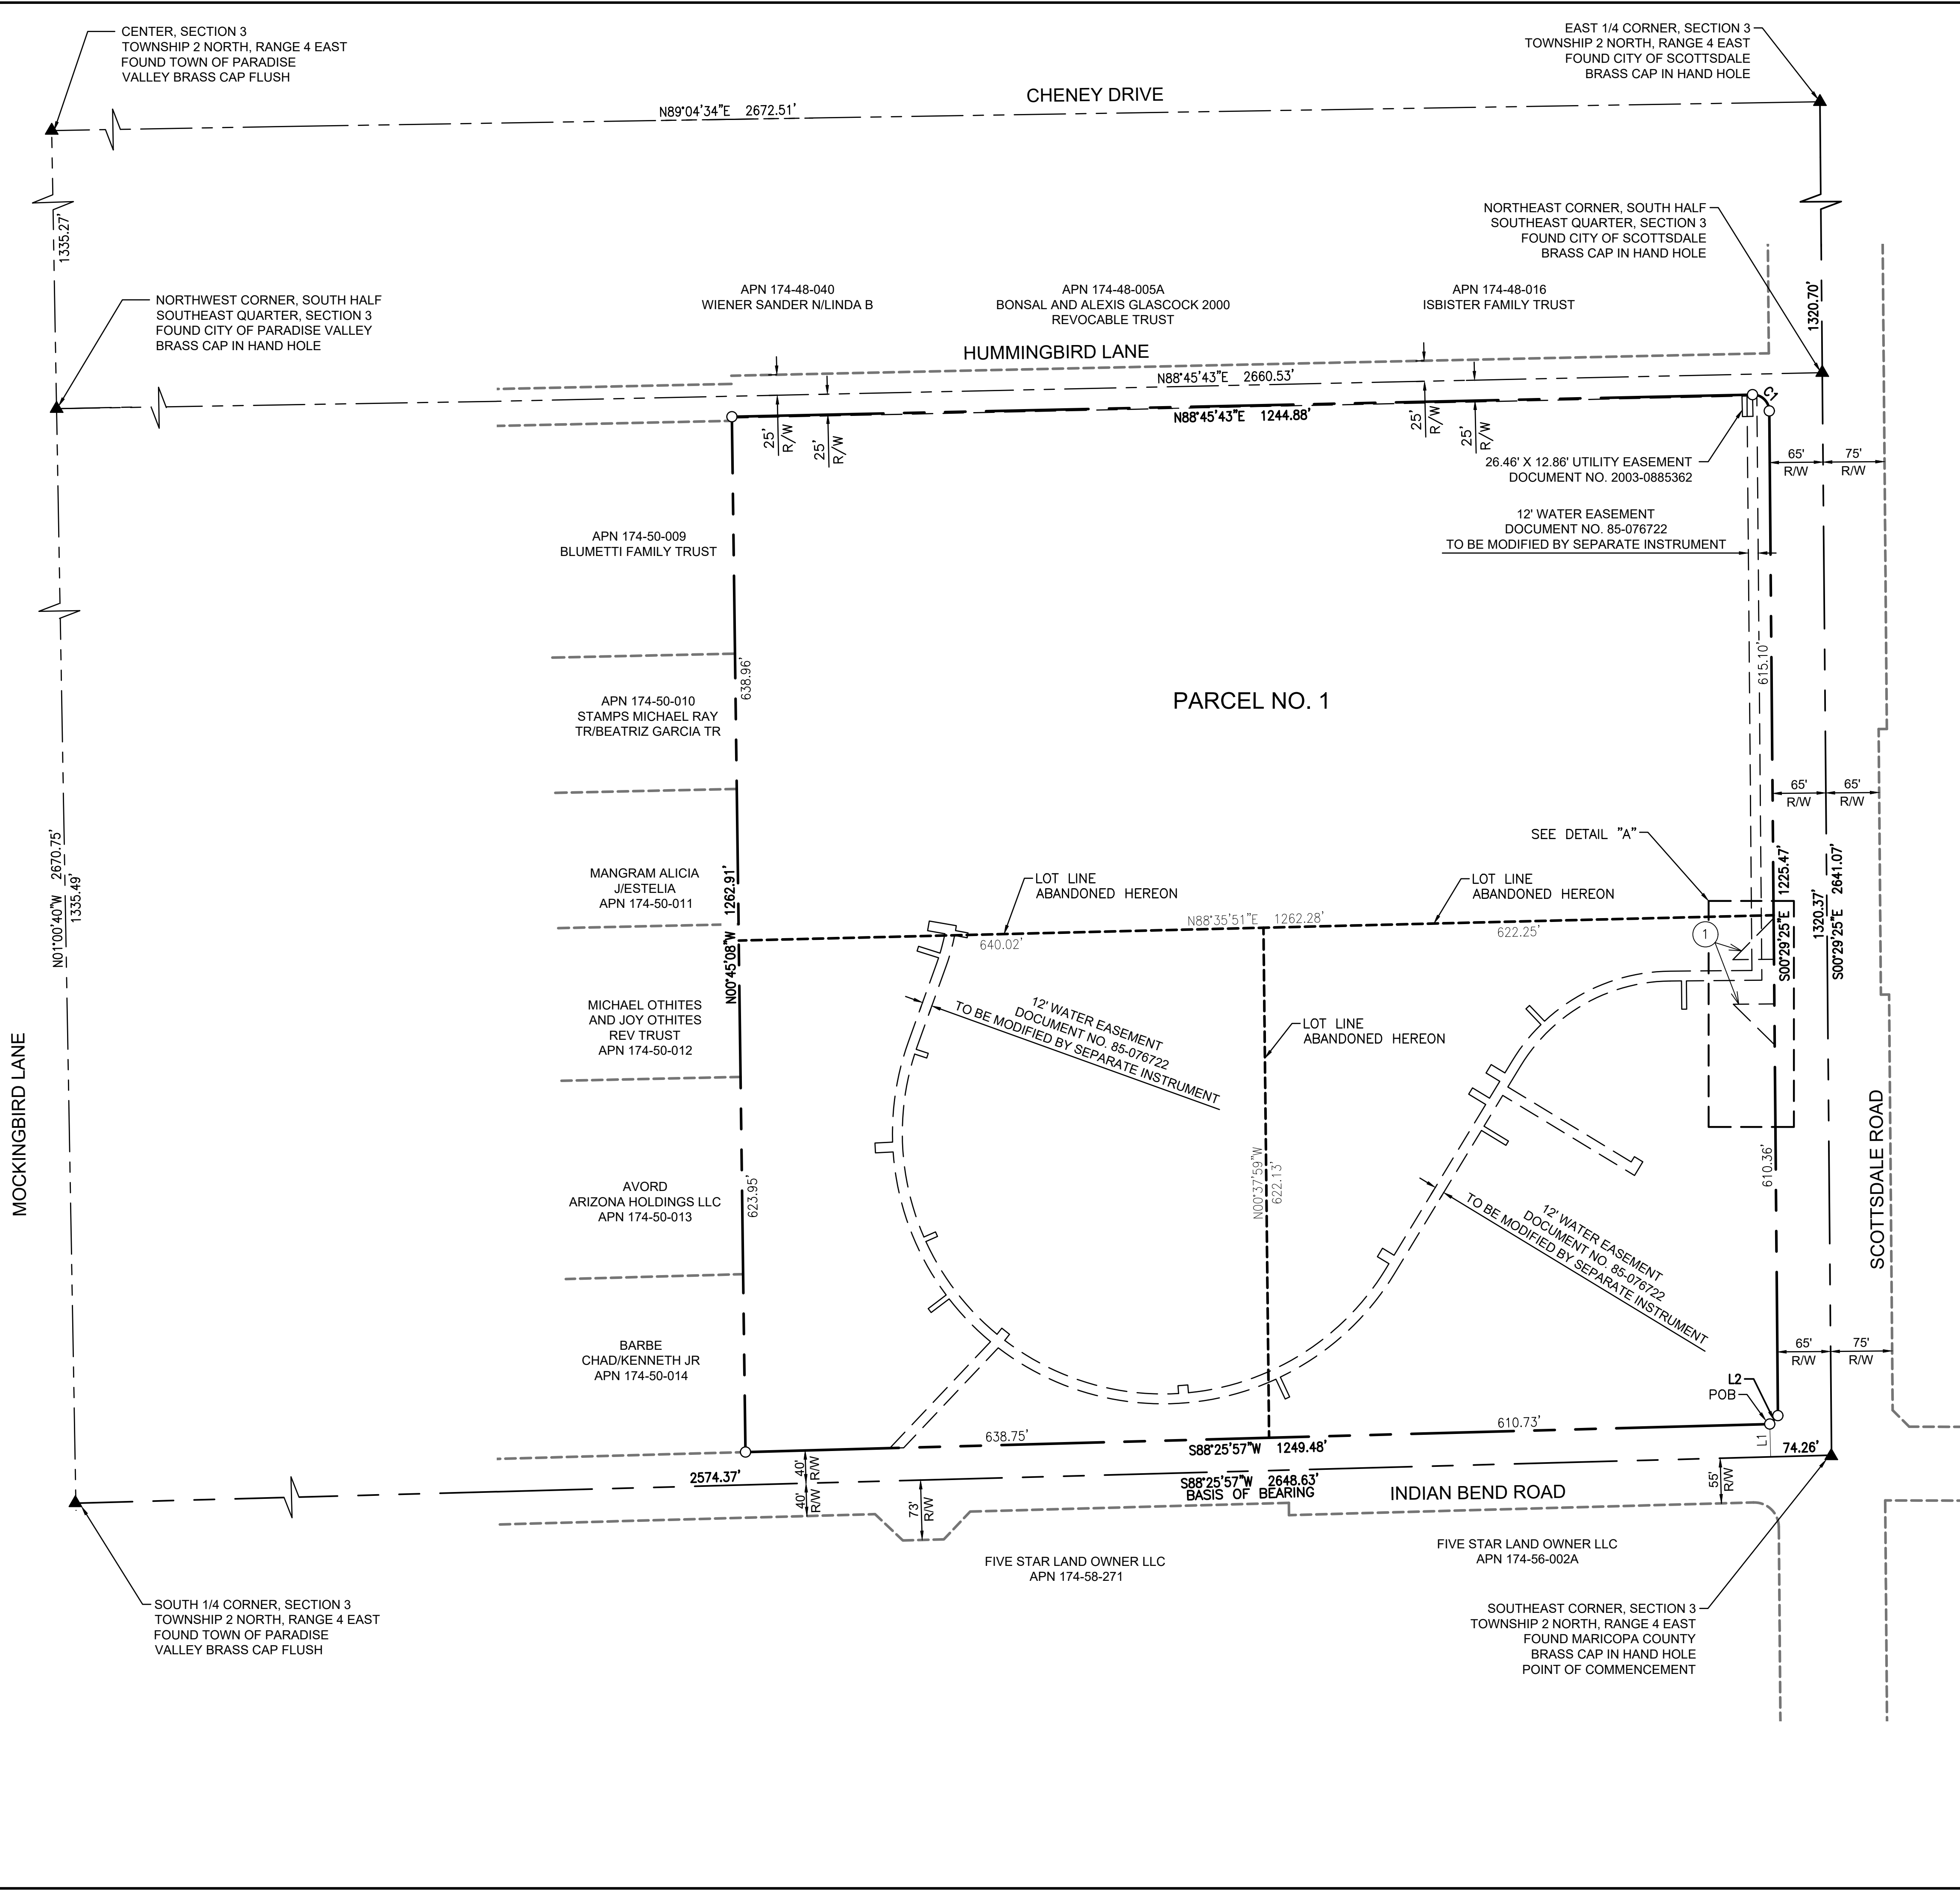 CENTER, SECTION 3
TOWNSHIP 2 NORTH, RANGE 4 EAST
FOUND TOWN OF PARADISE
VALLEY BRASS CAP FLUSH
EAST 1/4 CORNER, SECTION 3
TOWNSHIP 2 NORTH, RANGE 4 EAST
FOUND CITY OF SCOTTSDALE
BRASS CAP IN HAND HOLE
CHENEY DRIVE
N89°04'34"E 2672.51'
1335.27'
NORTHEAST CORNER, SOUTH HALF
SOUTHEAST QUARTER, SECTION 3
FOUND CITY OF SCOTTSDALE
BRASS CAP IN HAND HOLE
1320.70'
NORTHWEST CORNER, SOUTH HALF
SOUTHEAST QUARTER, SECTION 3
FOUND CITY OF PARADISE VALLEY
BRASS CAP IN HAND HOLE
APN 174-48-040
WIENER SANDER N/LINDA B
APN 174-48-005A
BONSAL AND ALEXIS GLASCOCK 2000
REVOCABLE TRUST
APN 174-48-016
ISBISTER FAMILY TRUST
HUMMINGBIRD LANE
N88°45'43"E 2660.53'
N88°45'43"E 1244.88'
C1
25'
R/W
25'
R/W
25'
R/W
25'
R/W
26.46' X 12.86' UTILITY EASEMENT
DOCUMENT NO. 2003-0885362
65'
R/W
75'
R/W
12' WATER EASEMENT
DOCUMENT NO. 85-076722
TO BE MODIFIED BY SEPARATE INSTRUMENT
APN 174-50-009
BLUMETTI FAMILY TRUST
638.96'
615.10'
PARCEL NO. 1
APN 174-50-010
STAMPS MICHAEL RAY
TR/BEATRIZ GARCIA TR
65'
R/W
65'
R/W
SEE DETAIL "A"
N01°00'40"W 2670.75'
1335.49'
MANGRAM ALICIA
J/ESTELIA
APN 174-50-011
N00°45'08"W 1262.91'
LOT LINE
ABANDONED HEREON
LOT LINE
ABANDONED HEREON
N88°35'51"E 1262.28'
640.02'
622.25'
1
S00°29'25"E 1225.47'
1320.37'
S00°29'25"E 2641.07'
MICHAEL OTHITES
AND JOY OTHITES
REV TRUST
APN 174-50-012
12' WATER EASEMENT
DOCUMENT NO. 85-076722
TO BE MODIFIED BY SEPARATE INSTRUMENT
LOT LINE
ABANDONED HEREON
MOCKINGBIRD LANE
SCOTTSDALE ROAD
N00°37'59"W
622.13'
610.36'
623.95'
AVORD
ARIZONA HOLDINGS LLC
APN 174-50-013
12' WATER EASEMENT
DOCUMENT NO. 85-076722
TO BE MODIFIED BY SEPARATE INSTRUMENT
BARBE
CHAD/KENNETH JR
APN 174-50-014
65'
R/W
75'
R/W
L2
POB
L1
638.75'
610.73'
S88°25'57"W 1249.48'
74.26'
2574.37'
40'
R/W
40'
R/W
73'
R/W
S88°25'57"W 2648.63'
BASIS OF BEARING
INDIAN BEND ROAD
55'
R/W
FIVE STAR LAND OWNER LLC
APN 174-58-271
FIVE STAR LAND OWNER LLC
APN 174-56-002A
SOUTH 1/4 CORNER, SECTION 3
TOWNSHIP 2 NORTH, RANGE 4 EAST
FOUND TOWN OF PARADISE
VALLEY BRASS CAP FLUSH
SOUTHEAST CORNER, SECTION 3
TOWNSHIP 2 NORTH, RANGE 4 EAST
FOUND MARICOPA COUNTY
BRASS CAP IN HAND HOLE
POINT OF COMMENCEMENT